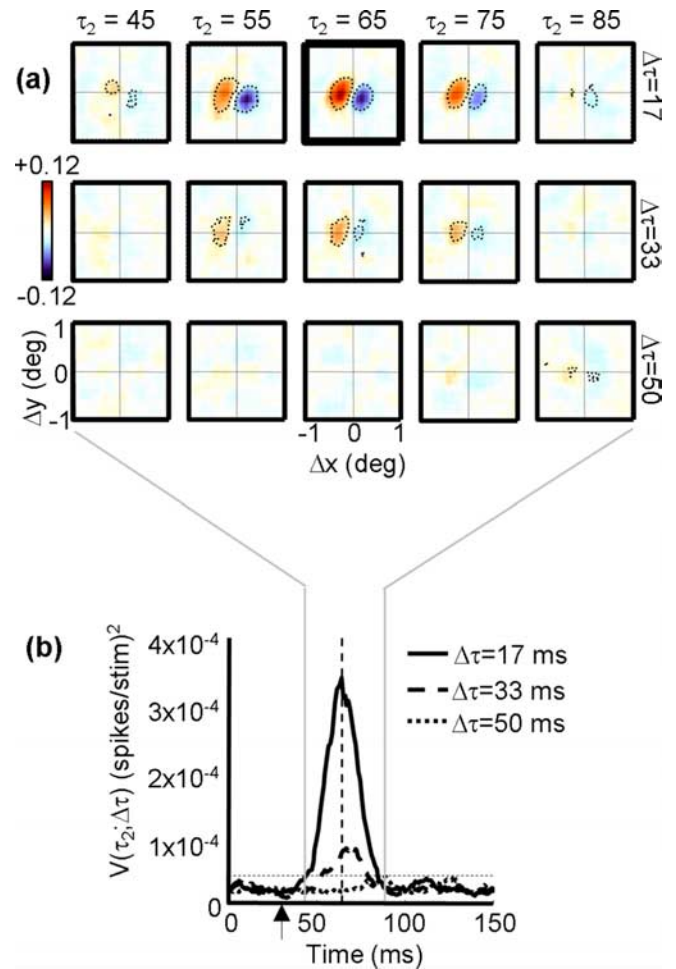 τ₂ = 45 τ₂ = 55 τ₂ = 65 τ₂ = 75 τ₂ = 85
(a)
Δτ=17
+0.12
-0.12
Δτ=33
Δy (deg)
1
0
-1
Δτ=50
-1 0 1
Δx (deg)
(b)
V(τ₂;Δτ) (spikes/stim)²
4x10⁻⁴
3x10⁻⁴
2x10⁻⁴
1x10⁻⁴
0
Δτ=17 ms
Δτ=33 ms
Δτ=50 ms
0 50 100 150
Time (ms)